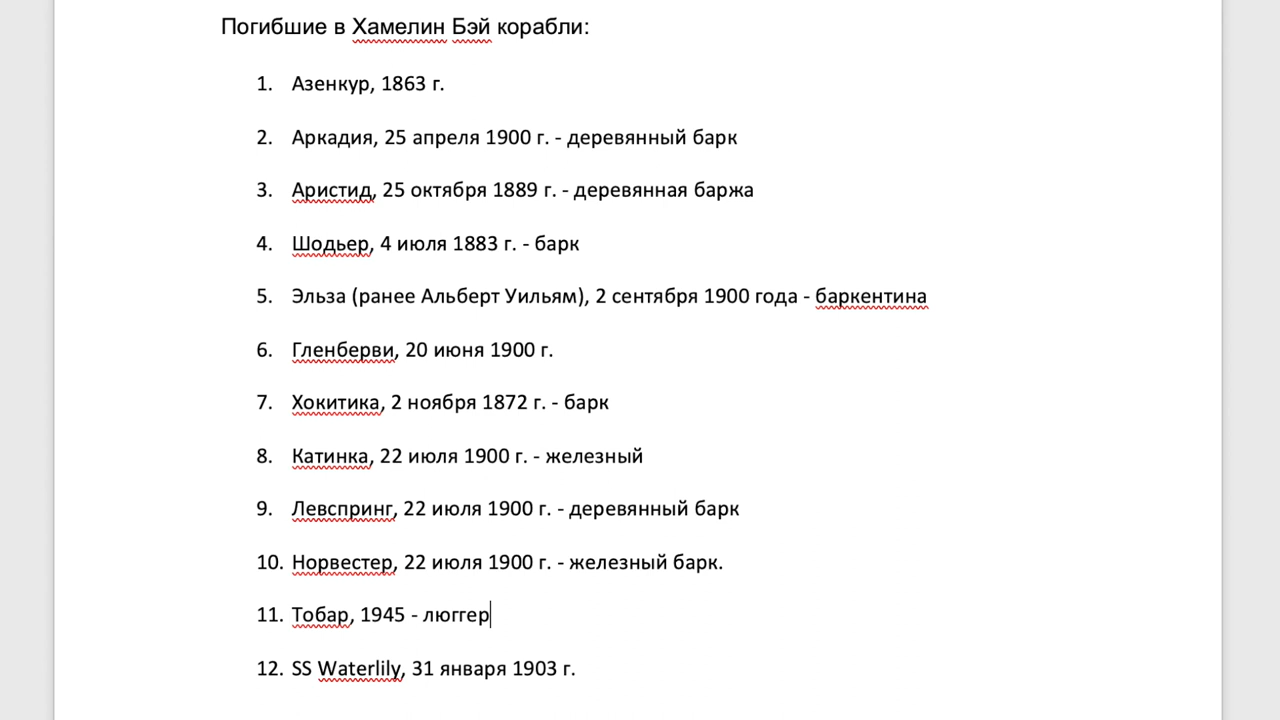 Погибшие в Хамелин Бэй корабли:
1. Азенкур, 1863 г.
2. Аркадия, 25 апреля 1900 г. - деревянный барк
3. Аристид, 25 октября 1889 г. - деревянная баржа
4. Шодьер, 4 июля 1883 г. - барк
5. Эльза (ранее Альберт Уильям), 2 сентября 1900 года - баркентина
6. Гленберви, 20 июня 1900 г.
7. Хокитика, 2 ноября 1872 г. - барк
8. Катинка, 22 июля 1900 г. - железный
9. Левспринг, 22 июля 1900 г. - деревянный барк
10. Норвестер, 22 июля 1900 г. - железный барк.
11. Тобар, 1945 - люггер
12. SS Waterlily, 31 января 1903 г.